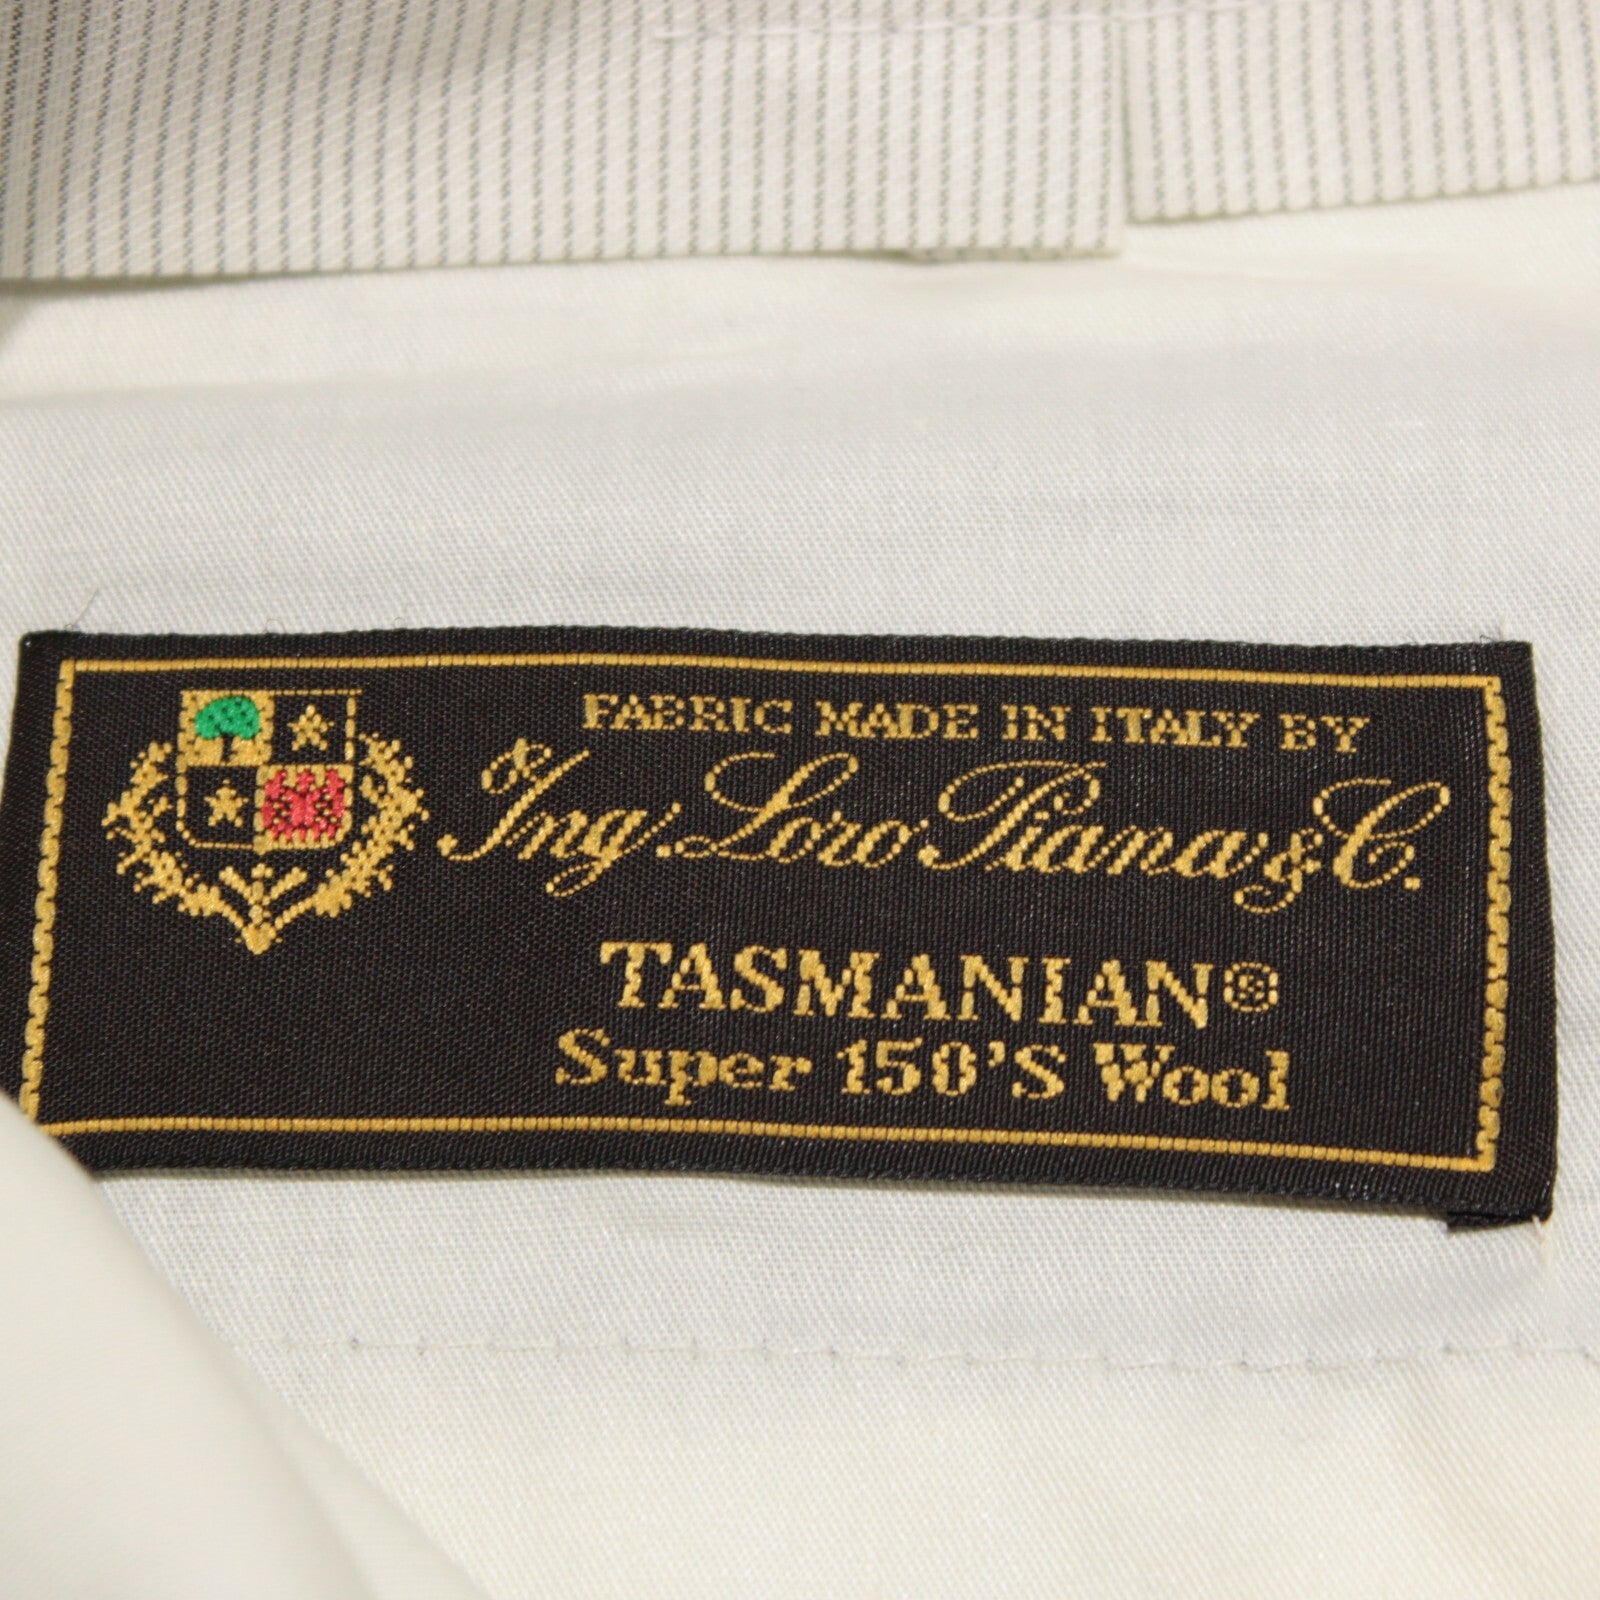 FABRIC MADE IN ITALY BY
Ing. Loro Piana & C.
TASMANIAN®
Super 150'S Wool